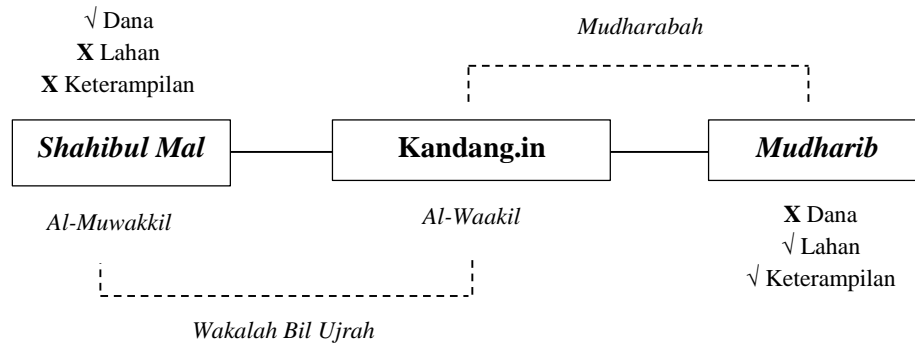 √ Dana
X Lahan
X Keterampilan
Mudharabah
Shahibul Mal
Kandang.in
Mudharib
Al-Muwakkil
Al-Waakil
X Dana
√ Lahan
√ Keterampilan
Wakalah Bil Ujrah